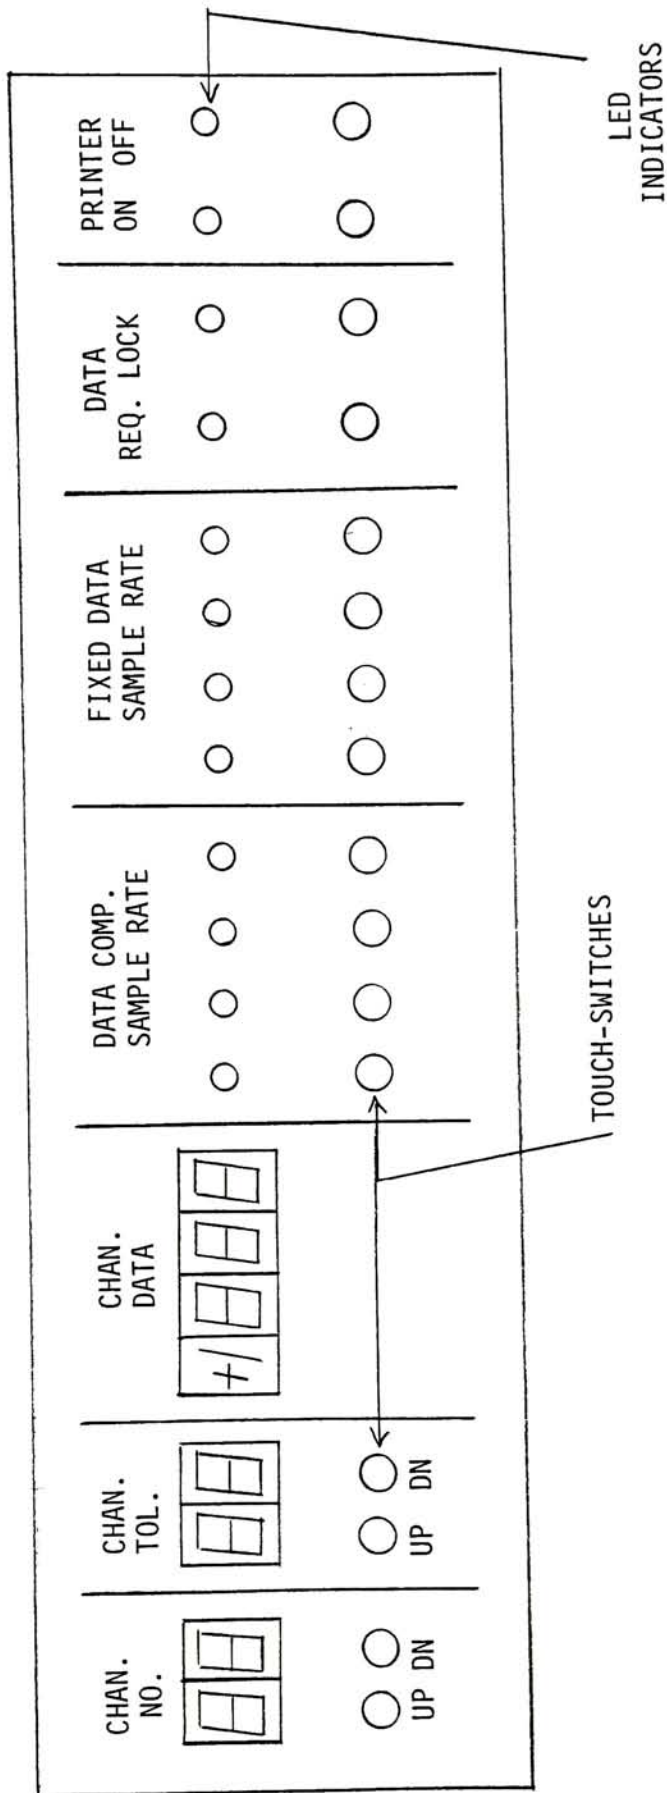 CHAN.
NO.
UP DN
CHAN.
TOL.
UP DN
CHAN.
DATA
+/
DATA COMP.
SAMPLE RATE
FIXED DATA
SAMPLE RATE
DATA
REQ. LOCK
PRINTER
ON OFF
TOUCH-SWITCHES
LED
INDICATORS